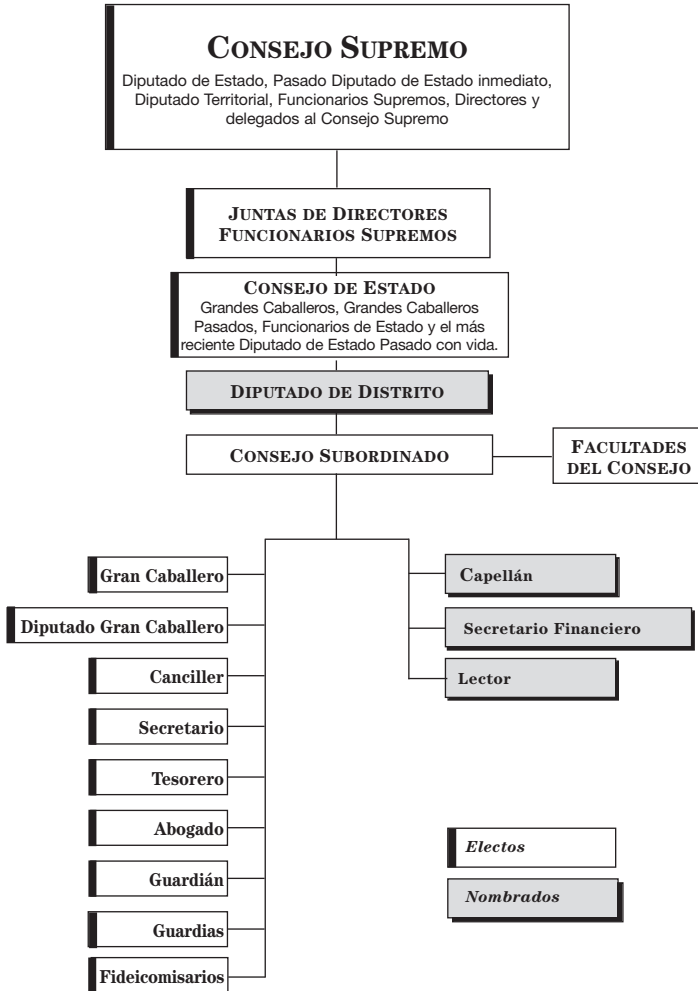 CONSEJO SUPREMO
Diputado de Estado, Pasado Diputado de Estado inmediato,
Diputado Territorial, Funcionarios Supremos, Directores y
delegados al Consejo Supremo
JUNTAS DE DIRECTORES
FUNCIONARIOS SUPREMOS
CONSEJO DE ESTADO
Grandes Caballeros, Grandes Caballeros
Pasados, Funcionarios de Estado y el más
reciente Diputado de Estado Pasado con vida.
DIPUTADO DE DISTRITO
CONSEJO SUBORDINADO
FACULTADES
DEL CONSEJO
Gran Caballero
Diputado Gran Caballero
Canciller
Secretario
Tesorero
Abogado
Guardián
Guardias
Fideicomisarios
Capellán
Secretario Financiero
Lector
Electos
Nombrados